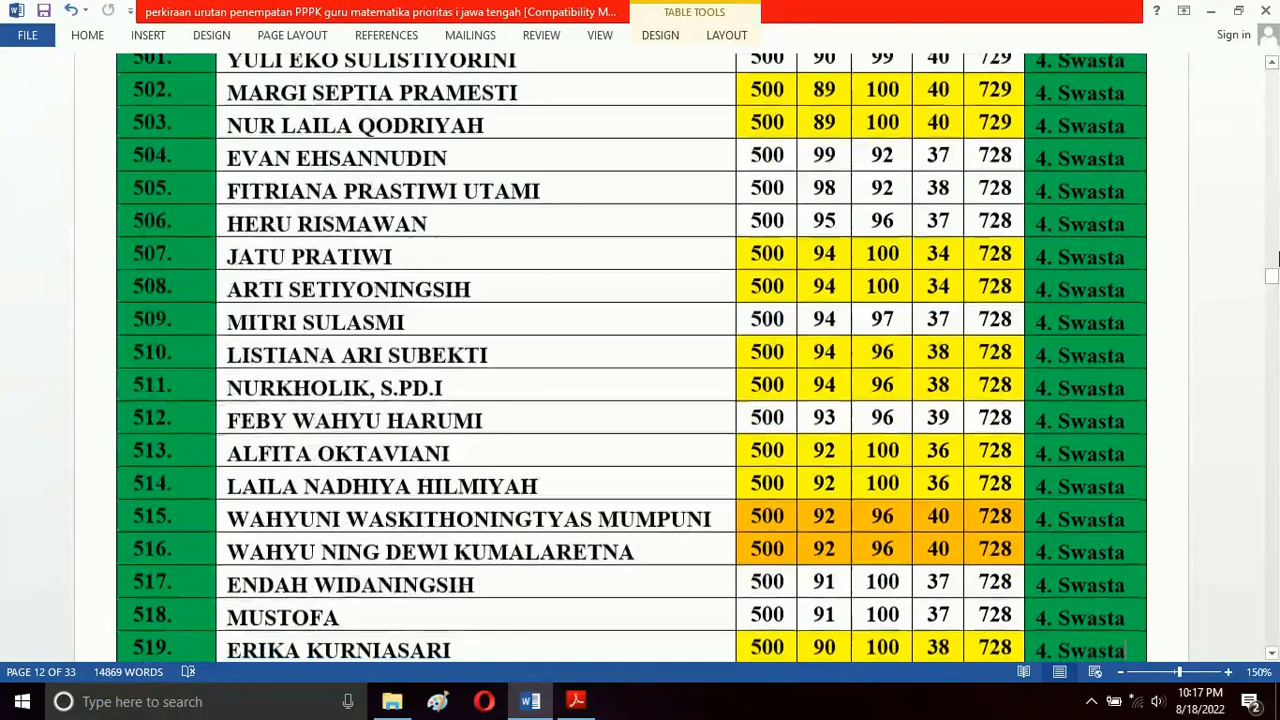 perkiraan urutan penempatan PPPK guru matematika prioritas i jawa tengah [Compatibility M... TABLE TOOLS
FILE HOME INSERT DESIGN PAGE LAYOUT REFERENCES MAILINGS REVIEW VIEW DESIGN LAYOUT Sign in
501. YULI EKO SULISTIYORINI 500 90 99 40 729 4. Swasta
502. MARGI SEPTIA PRAMESTI 500 89 100 40 729 4. Swasta
503. NUR LAILA QODRIYAH 500 89 100 40 729 4. Swasta
504. EVAN EHSANNUDIN 500 99 92 37 728 4. Swasta
505. FITRIANA PRASTIWI UTAMI 500 98 92 38 728 4. Swasta
506. HERU RISMAWAN 500 95 96 37 728 4. Swasta
507. JATU PRATIWI 500 94 100 34 728 4. Swasta
508. ARTI SETIYONINGSIH 500 94 100 34 728 4. Swasta
509. MITRI SULASMI 500 94 97 37 728 4. Swasta
510. LISTIANA ARI SUBEKTI 500 94 96 38 728 4. Swasta
511. NURKHOLIK, S.PD.I 500 94 96 38 728 4. Swasta
512. FEBY WAHYU HARUMI 500 93 96 39 728 4. Swasta
513. ALFITA OKTAVIANI 500 92 100 36 728 4. Swasta
514. LAILA NADHIYA HILMIYAH 500 92 100 36 728 4. Swasta
515. WAHYUNI WASKITHONINGTYAS MUMPUNI 500 92 96 40 728 4. Swasta
516. WAHYU NING DEWI KUMALARETNA 500 92 96 40 728 4. Swasta
517. ENDAH WIDANINGSIH 500 91 100 37 728 4. Swasta
518. MUSTOFA 500 91 100 37 728 4. Swasta
519. ERIKA KURNIASARI 500 90 100 38 728 4. Swasta
PAGE 12 OF 33 14869 WORDS 150%
Type here to search
10:17 PM
8/18/2022
2